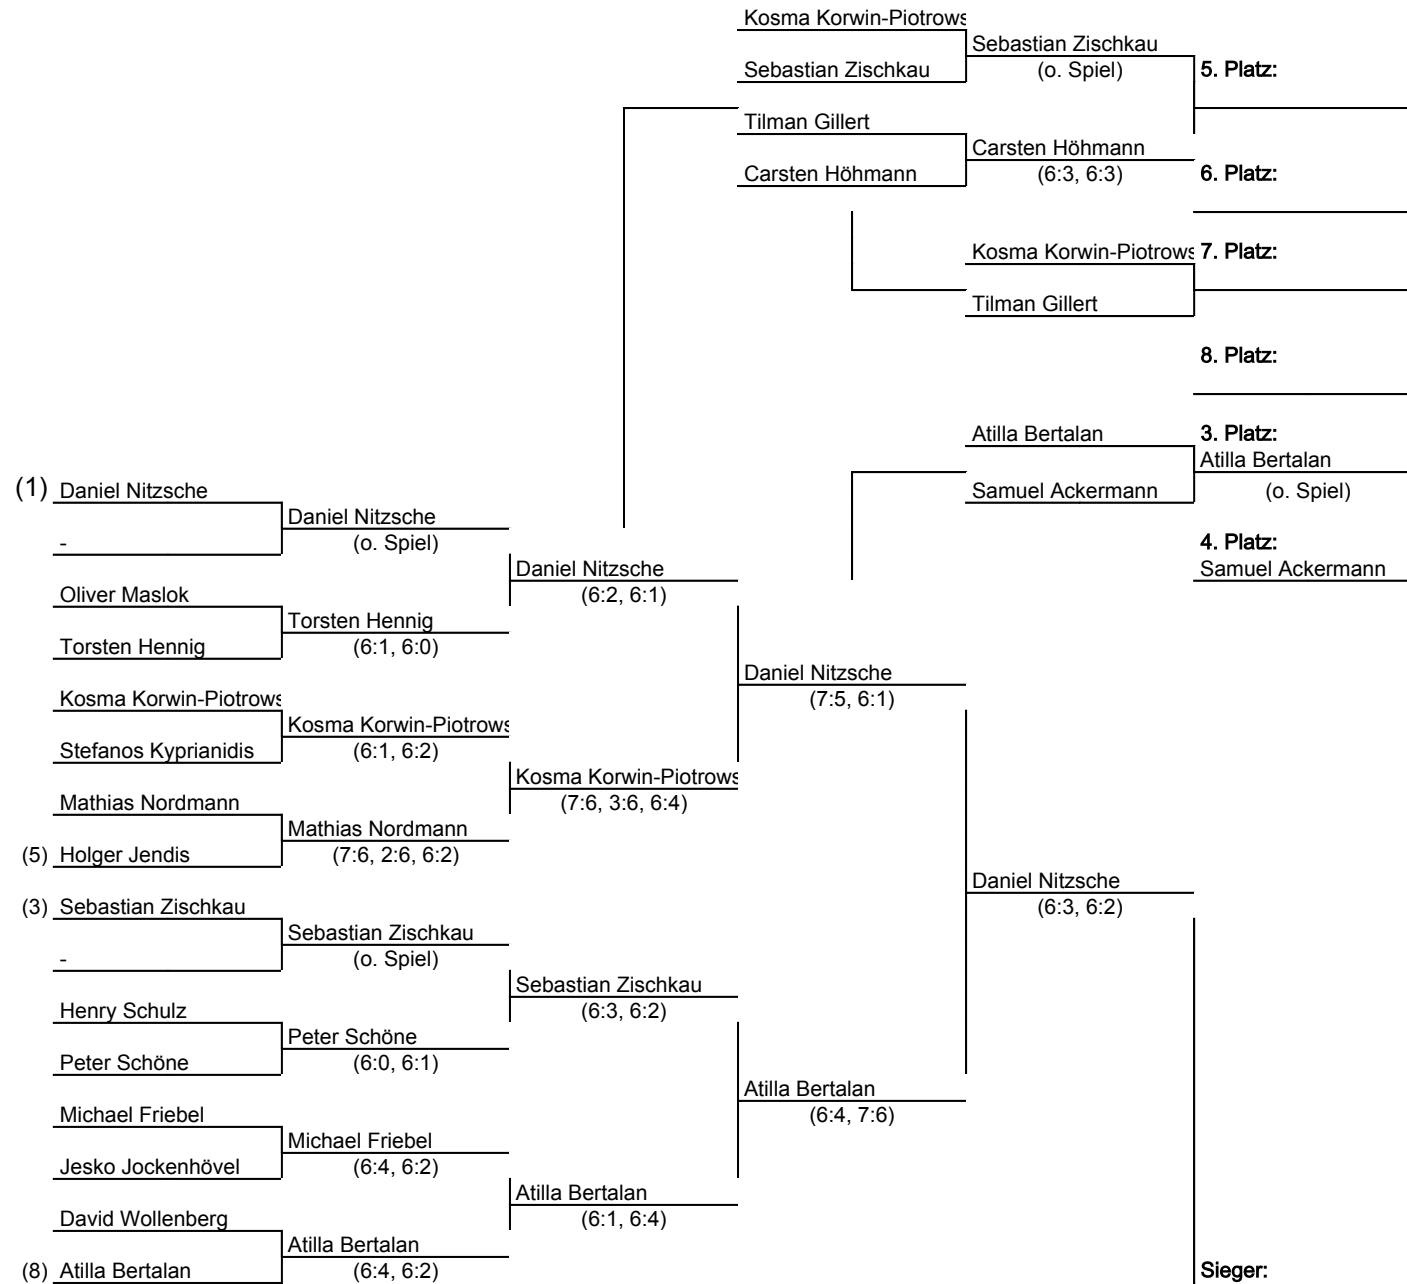 Kosma Korwin-Piotrows
Sebastian Zischkau
Sebastian Zischkau
(o. Spiel)
5. Platz:
Tilman Gillert
Carsten Höhmann
Carsten Höhmann
(6:3, 6:3)
6. Platz:
Kosma Korwin-Piotrows
7. Platz:
Tilman Gillert
8. Platz:
Atilla Bertalan
3. Platz:
Atilla Bertalan
Samuel Ackermann
(o. Spiel)
4. Platz:
Samuel Ackermann
(1) Daniel Nitzsche
Daniel Nitzsche
-
(o. Spiel)
Daniel Nitzsche
(6:2, 6:1)
Oliver Maslok
Torsten Hennig
Torsten Hennig
(6:1, 6:0)
Daniel Nitzsche
(7:5, 6:1)
Kosma Korwin-Piotrows
Kosma Korwin-Piotrows
Stefanos Kyprianidis
(6:1, 6:2)
Kosma Korwin-Piotrows
(7:6, 3:6, 6:4)
Mathias Nordmann
Mathias Nordmann
(5) Holger Jendis
(7:6, 2:6, 6:2)
Daniel Nitzsche
(6:3, 6:2)
(3) Sebastian Zischkau
Sebastian Zischkau
-
(o. Spiel)
Sebastian Zischkau
(6:3, 6:2)
Henry Schulz
Peter Schöne
Peter Schöne
(6:0, 6:1)
Atilla Bertalan
(6:4, 7:6)
Michael Friebel
Michael Friebel
Jesko Jockenhövel
(6:4, 6:2)
Atilla Bertalan
(6:1, 6:4)
David Wollenberg
Atilla Bertalan
(8) Atilla Bertalan
(6:4, 6:2)
Sieger: